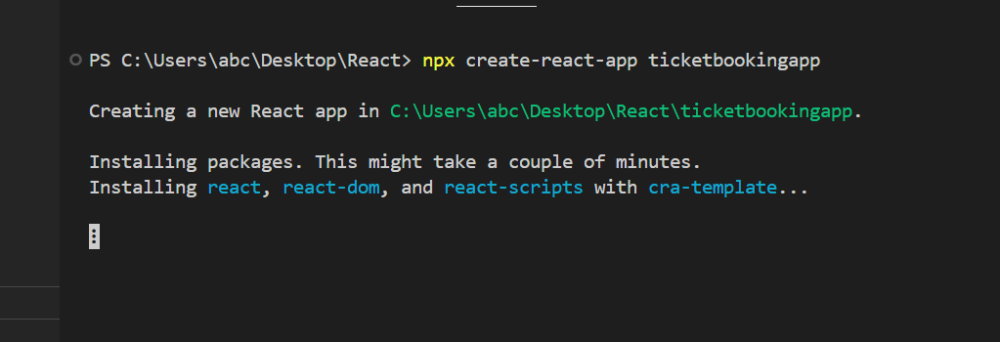 PS C:\Users\abc\Desktop\React> npx create-react-app ticketbookingapp
Creating a new React app in C:\Users\abc\Desktop\React\ticketbookingapp.
Installing packages. This might take a couple of minutes.
Installing react, react-dom, and react-scripts with cra-template...